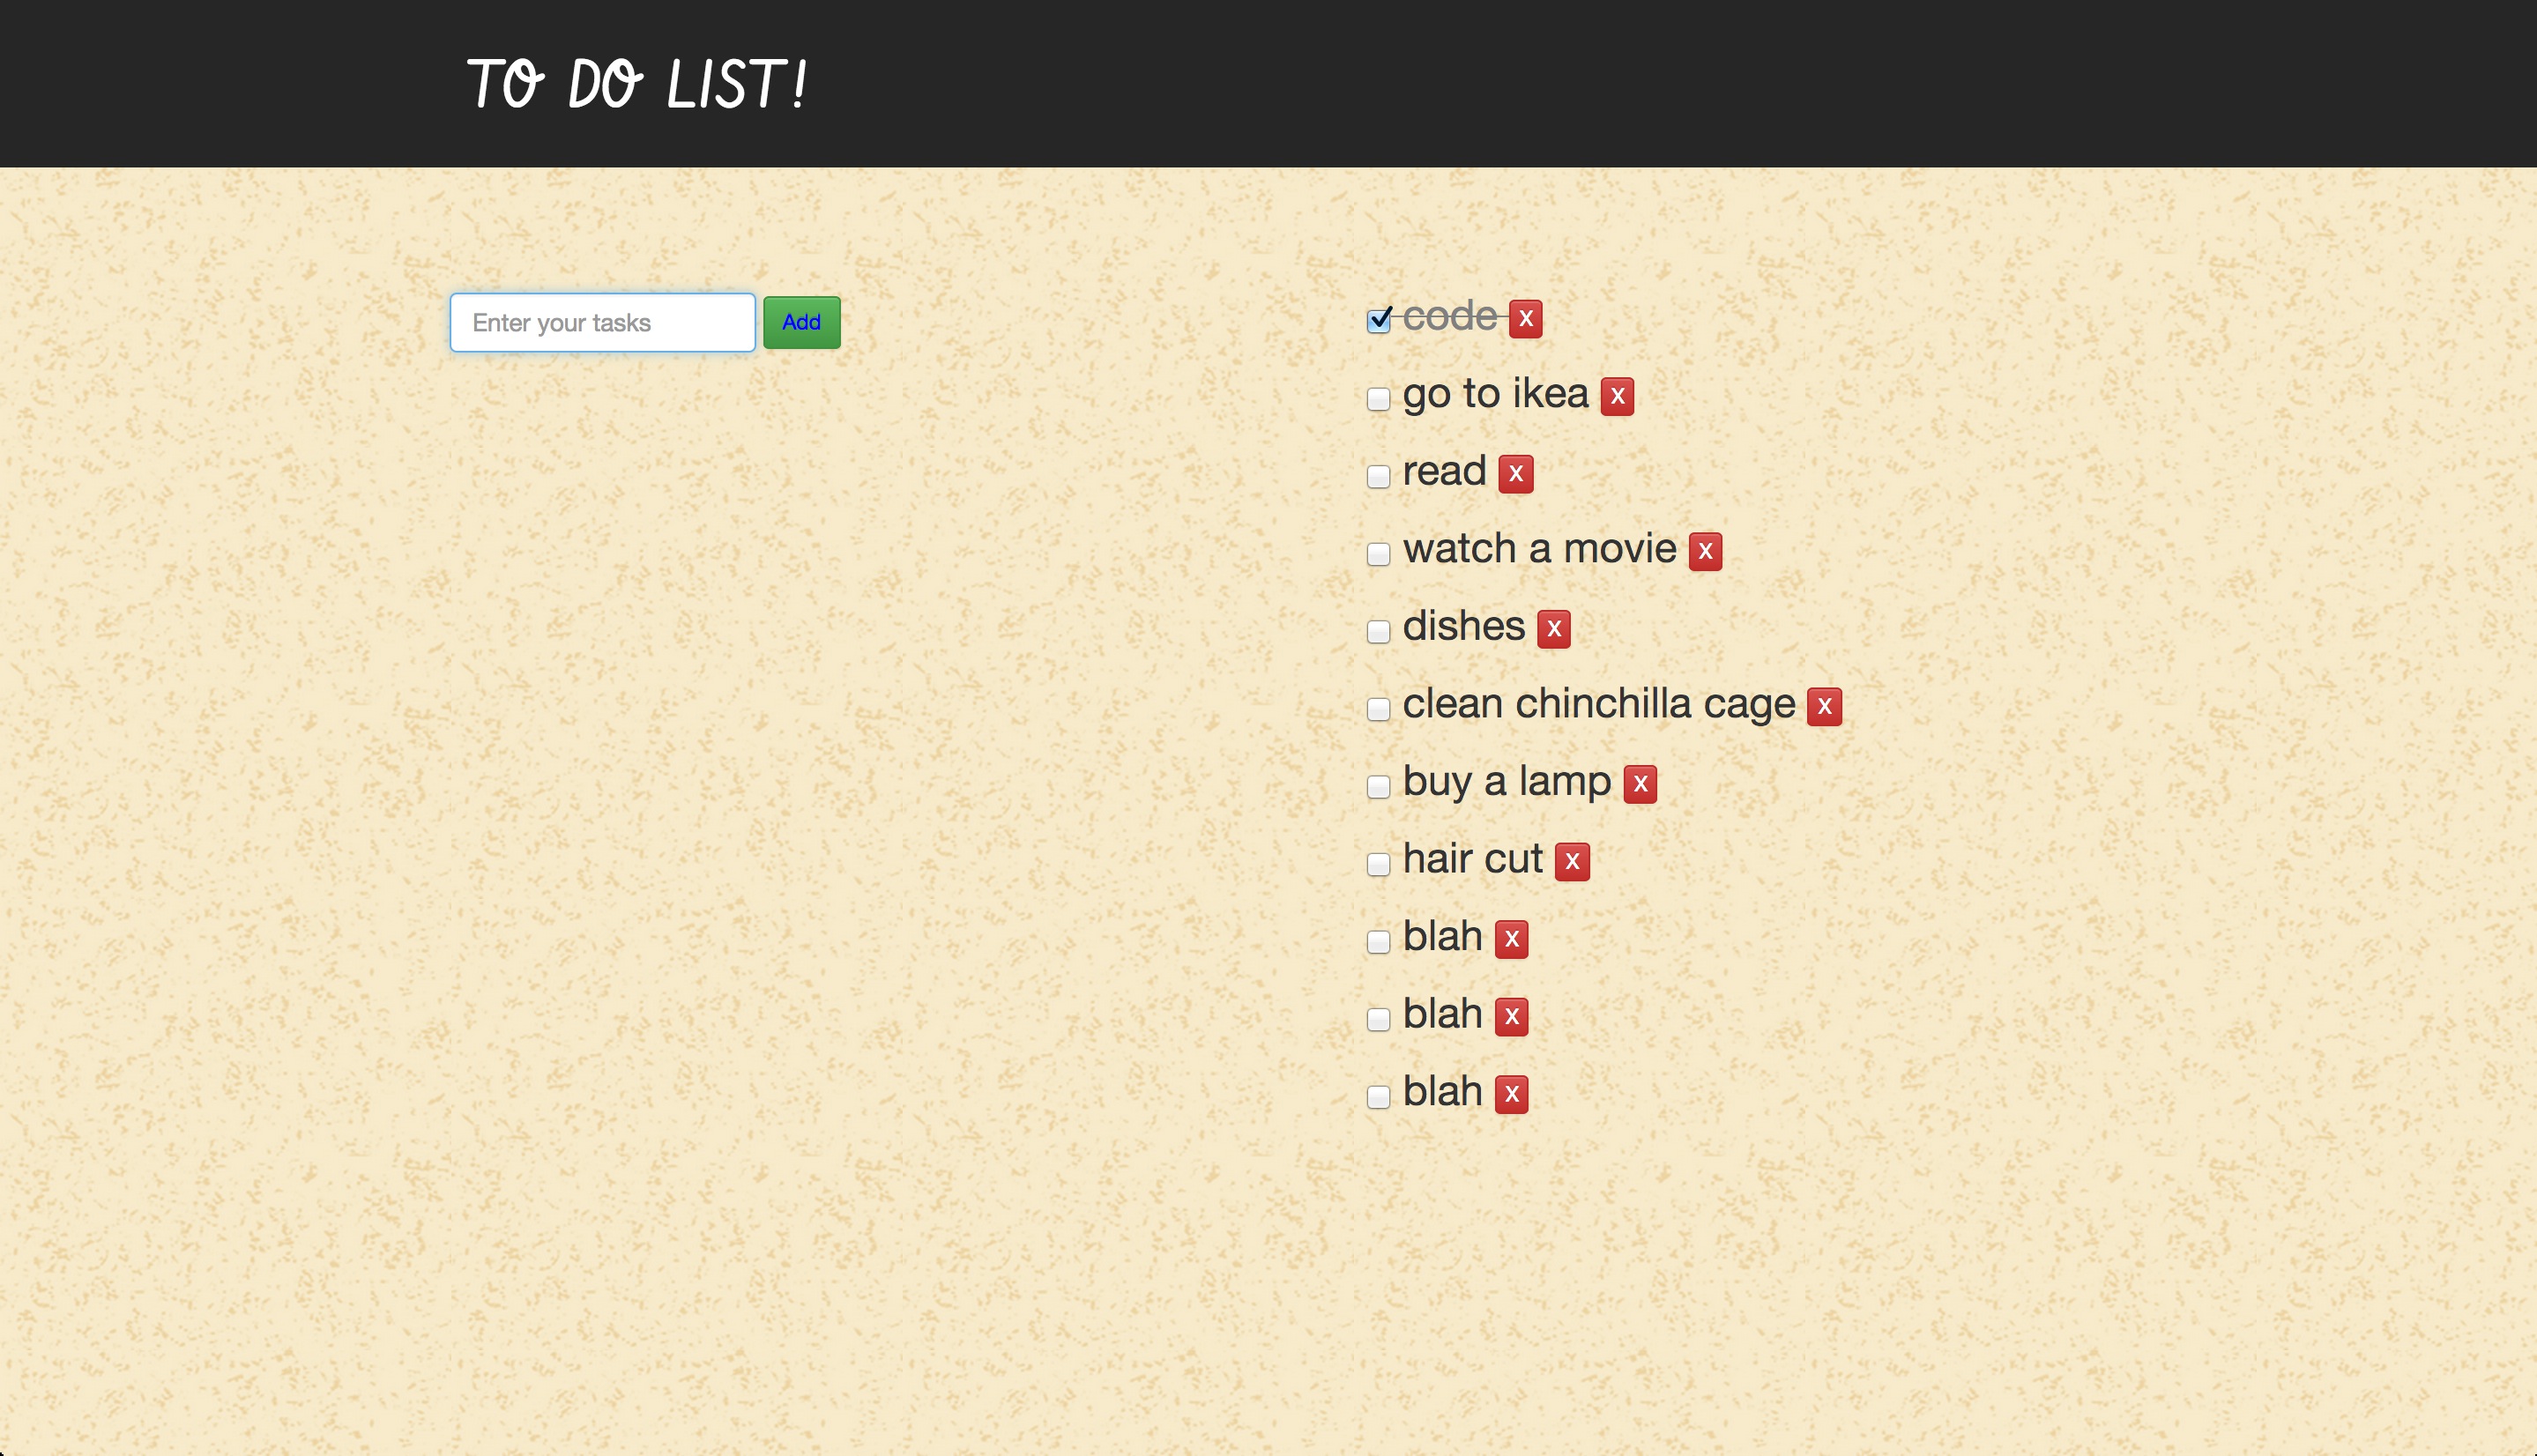 TO DO LIST!
Enter your tasks Add
code X
go to ikea X
read X
watch a movie X
dishes X
clean chinchilla cage X
buy a lamp X
hair cut X
blah X
blah X
blah X